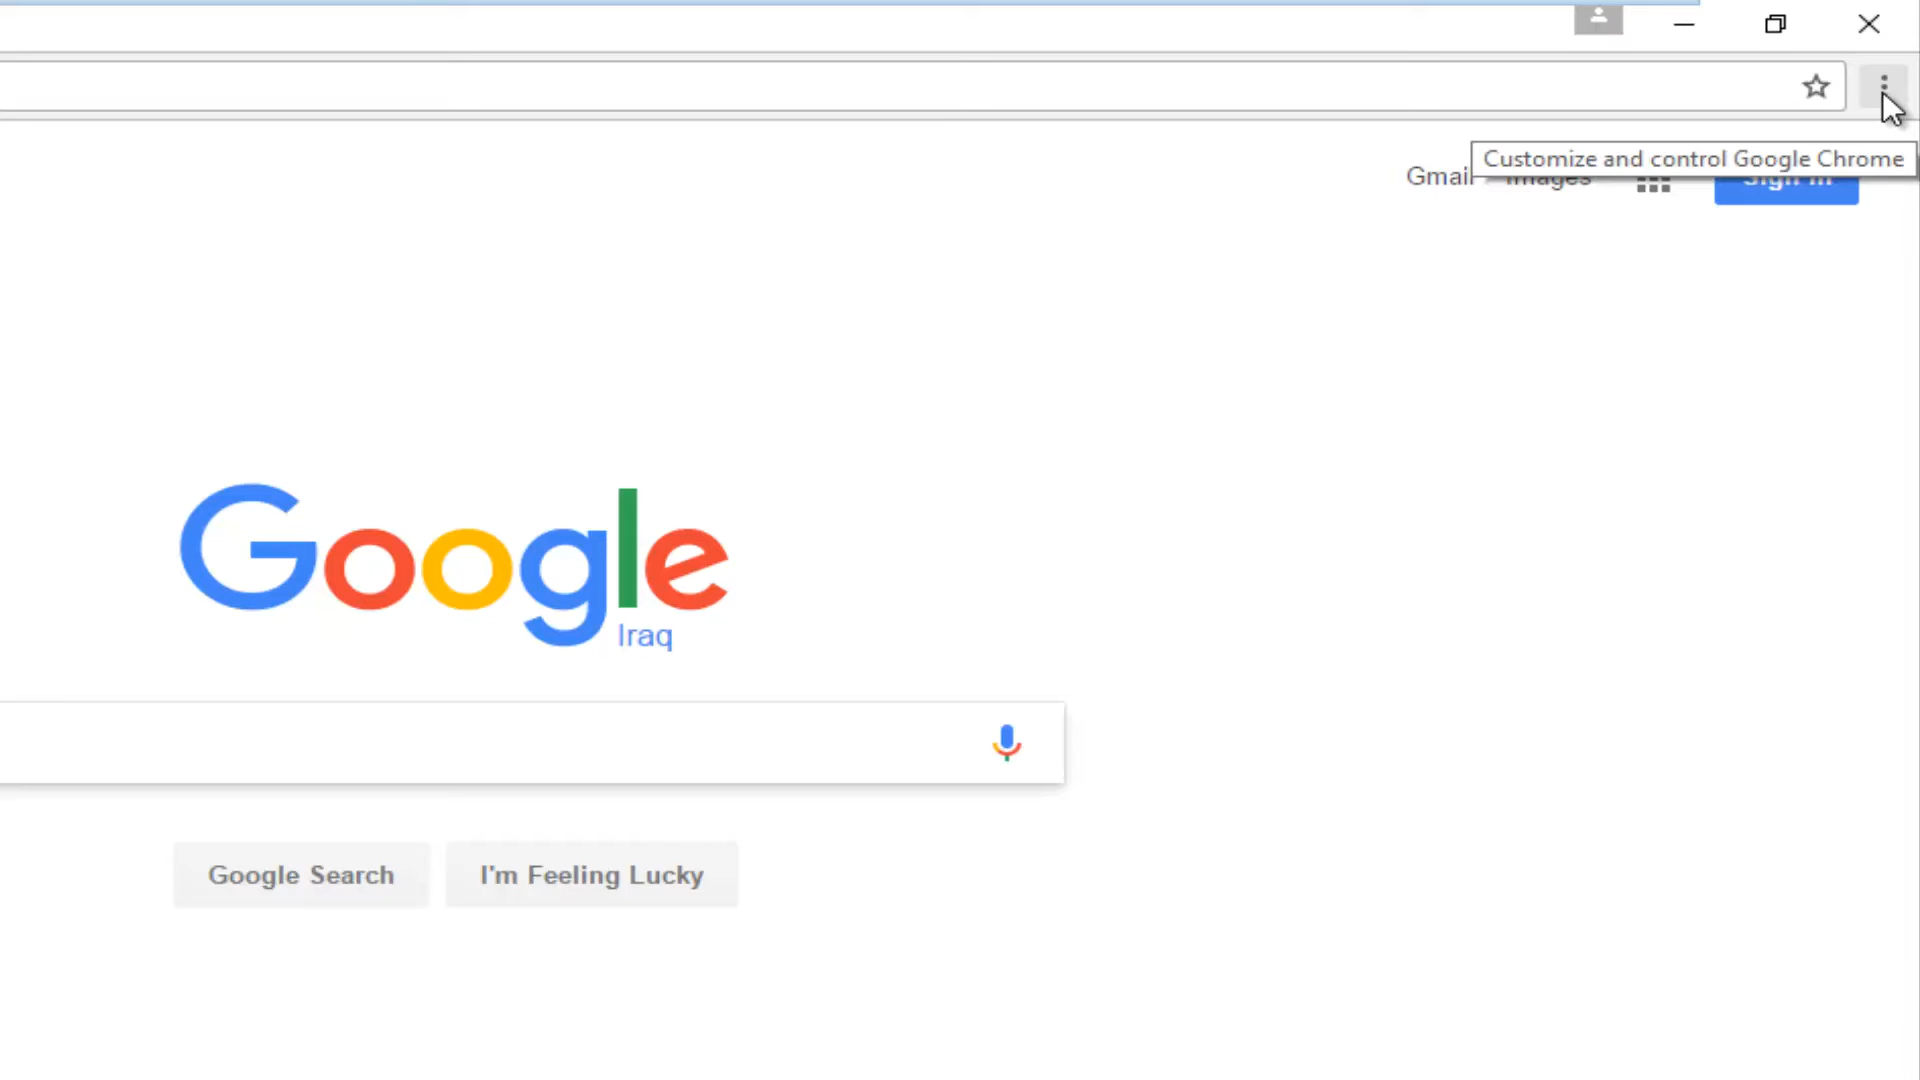 Customize and control Google Chrome
Gmail Images
Sign in
Google
Iraq
Google Search I'm Feeling Lucky